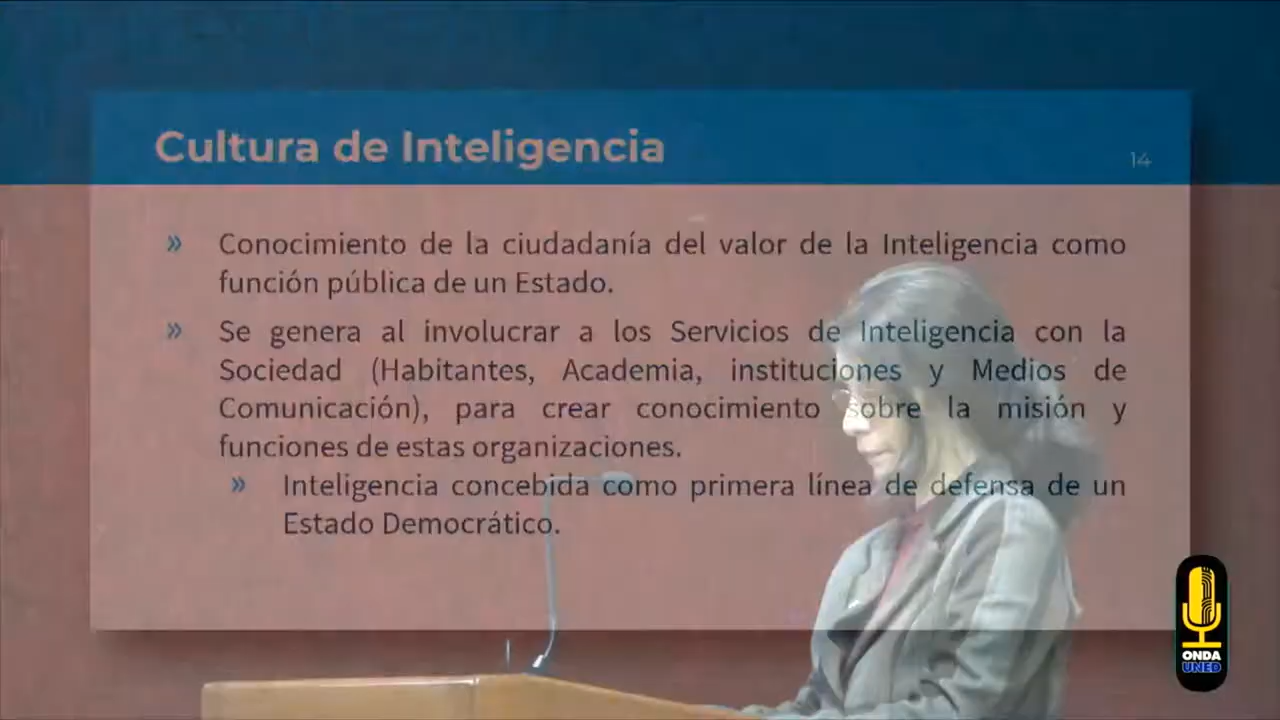 Cultura de Inteligencia
14
» Conocimiento de la ciudadanía del valor de la Inteligencia como
función pública de un Estado.
» Se genera al involucrar a los Servicios de Inteligencia con la
Sociedad (Habitantes, Academia, instituciones y Medios de
Comunicación), para crear conocimiento sobre la misión y
funciones de estas organizaciones.
» Inteligencia concebida como primera línea de defensa de un
Estado Democrático.
ONDA
UNED